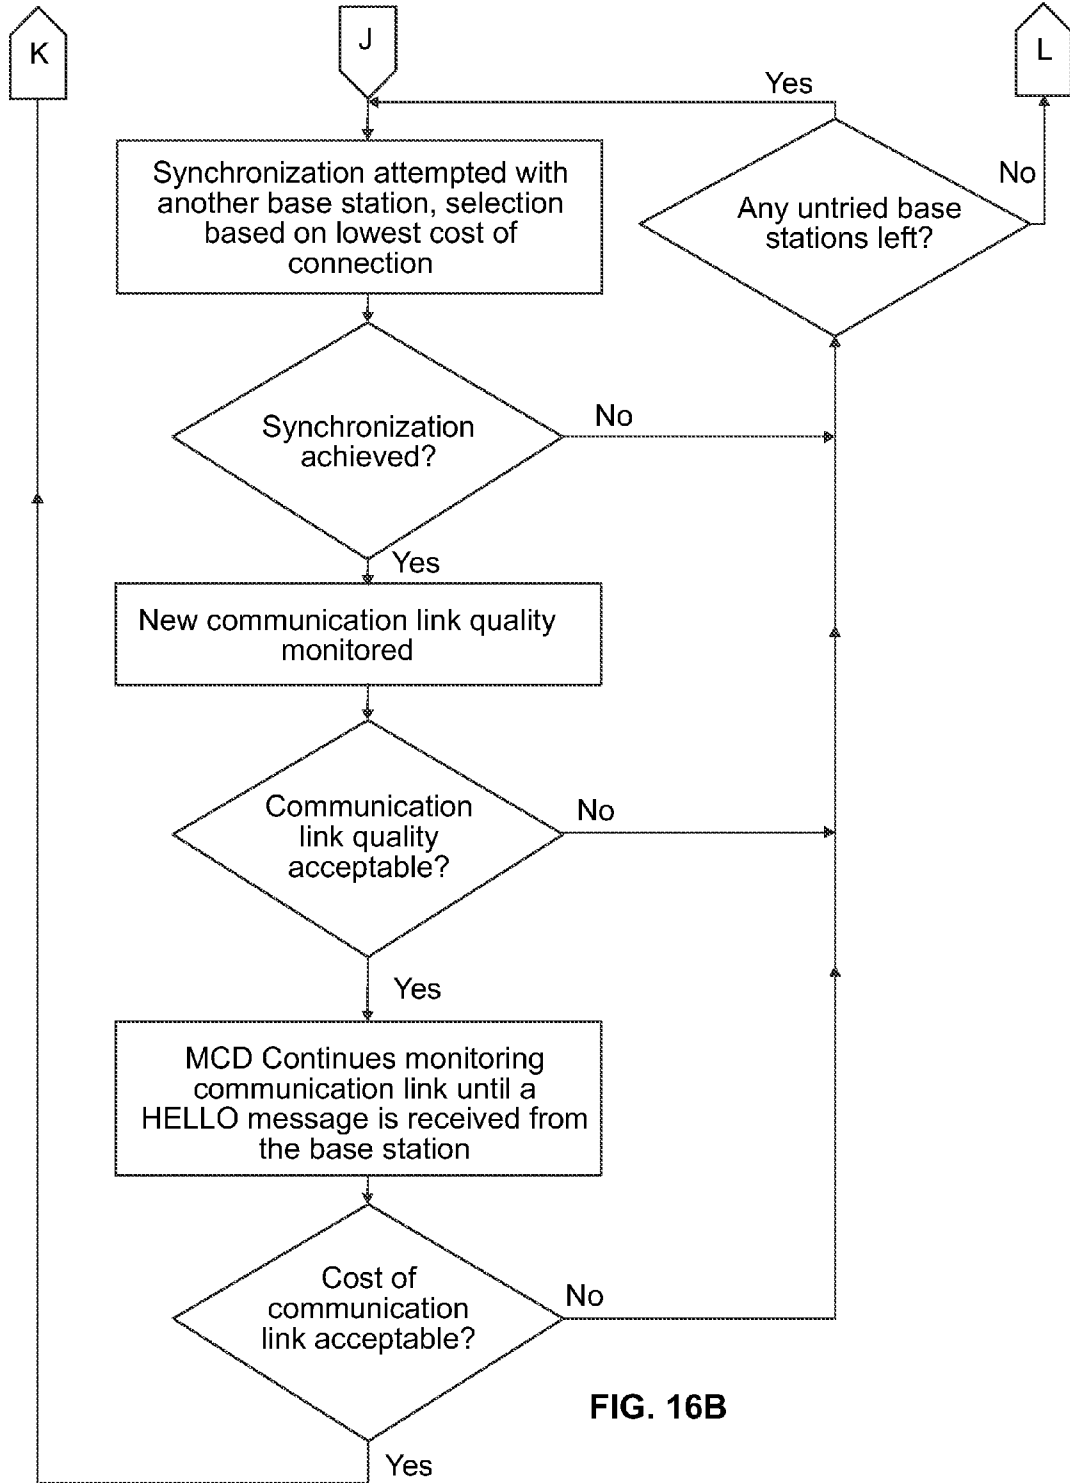 K
J
L
Yes
Synchronization attempted with
another base station, selection
based on lowest cost of
connection
Any untried base
stations left?
No
Synchronization
achieved?
No
Yes
New communication link quality
monitored
Communication
link quality
acceptable?
No
Yes
MCD Continues monitoring
communication link until a
HELLO message is received from
the base station
Cost of
communication
link acceptable?
No
FIG. 16B
Yes